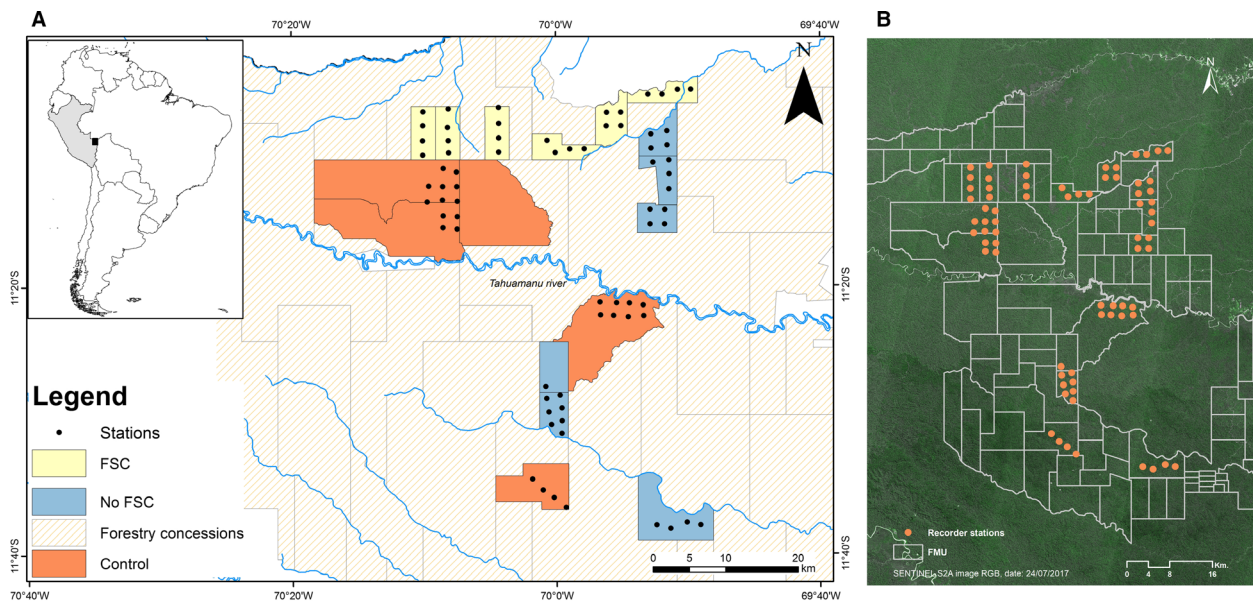 A
70°20'W
70°0'W
69°40'W
N
11°20'S
11°20'S
Tahuamanu river
Legend
Stations
FSC
No FSC
Forestry concessions
Control
0 5 10 20
km
11°40'S
11°40'S
70°40'W
70°20'W
70°0'W
69°40'W
B
N
Recorder stations
FMU
SENTINEL S2A image RGB, date: 24/07/2017
Km.
0 4 8 16